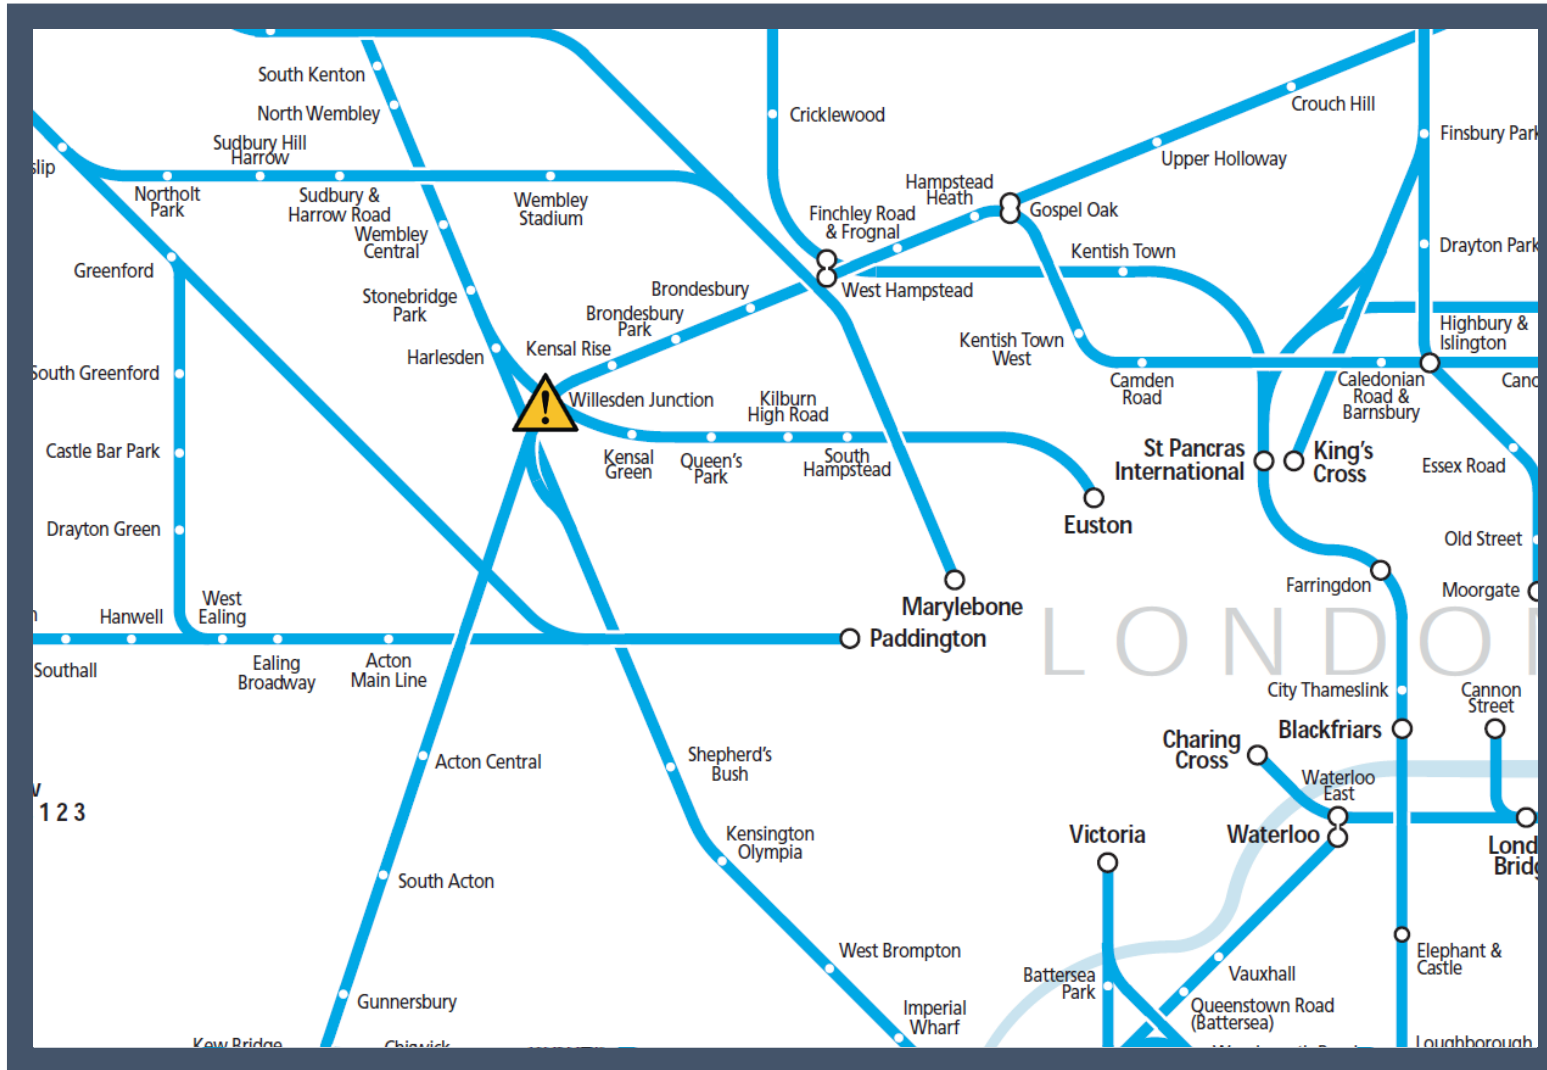 South Kenton
North Wembley
Cricklewood
Crouch Hill
Finsbury Park
Sudbury Hill
Harrow
slip
Upper Holloway
Hampstead
Heath
Northolt
Park
Sudbury &
Harrow Road
Wembley
Stadium
Finchley Road
& Frognal
Gospel Oak
Wembley
Central
Drayton Park
Kentish Town
Greenford
West Hampstead
Brondesbury
Stonebridge
Park
Brondesbury
Park
Highbury &
Islington
Kentish Town
West
Harlesden
Kensal Rise
South Greenford
Camden
Road
Caledonian
Road &
Barnsbury
Cano
Willesden Junction
Kilburn
High Road
Castle Bar Park
Kensal
Green
Queen's
Park
South
Hampstead
St Pancras
International
King's
Cross
Essex Road
Euston
Drayton Green
Old Street
Farringdon
Moorgate
Marylebone
Hanwell
West
Ealing
Paddington
LONDON
Southall
Ealing
Broadway
Acton
Main Line
City Thameslink
Cannon
Street
Blackfriars
Charing
Cross
Acton Central
Shepherd's
Bush
Waterloo
East
1 2 3
Kensington
Olympia
Victoria
Waterloo
Lond
Bridg
South Acton
West Brompton
Elephant &
Castle
Battersea
Park
Vauxhall
Gunnersbury
Queenstown Road
(Battersea)
Imperial
Wharf
Kew Bridge
Chiswick
Loughborough